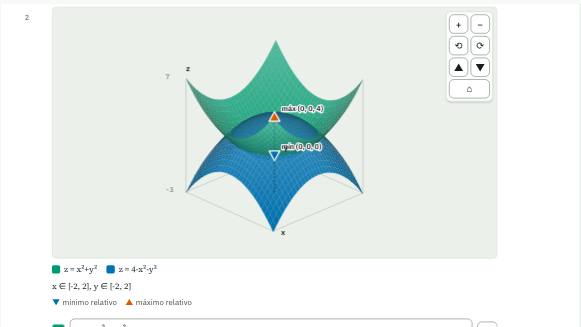 2
z
7
máx (0, 0, 4)
mín (0, 0, 0)
-3
x
+ −
z = x²+y² z = 4-x²-y²
x ∈ [-2, 2], y ∈ [-2, 2]
mínimo relativo máximo relativo